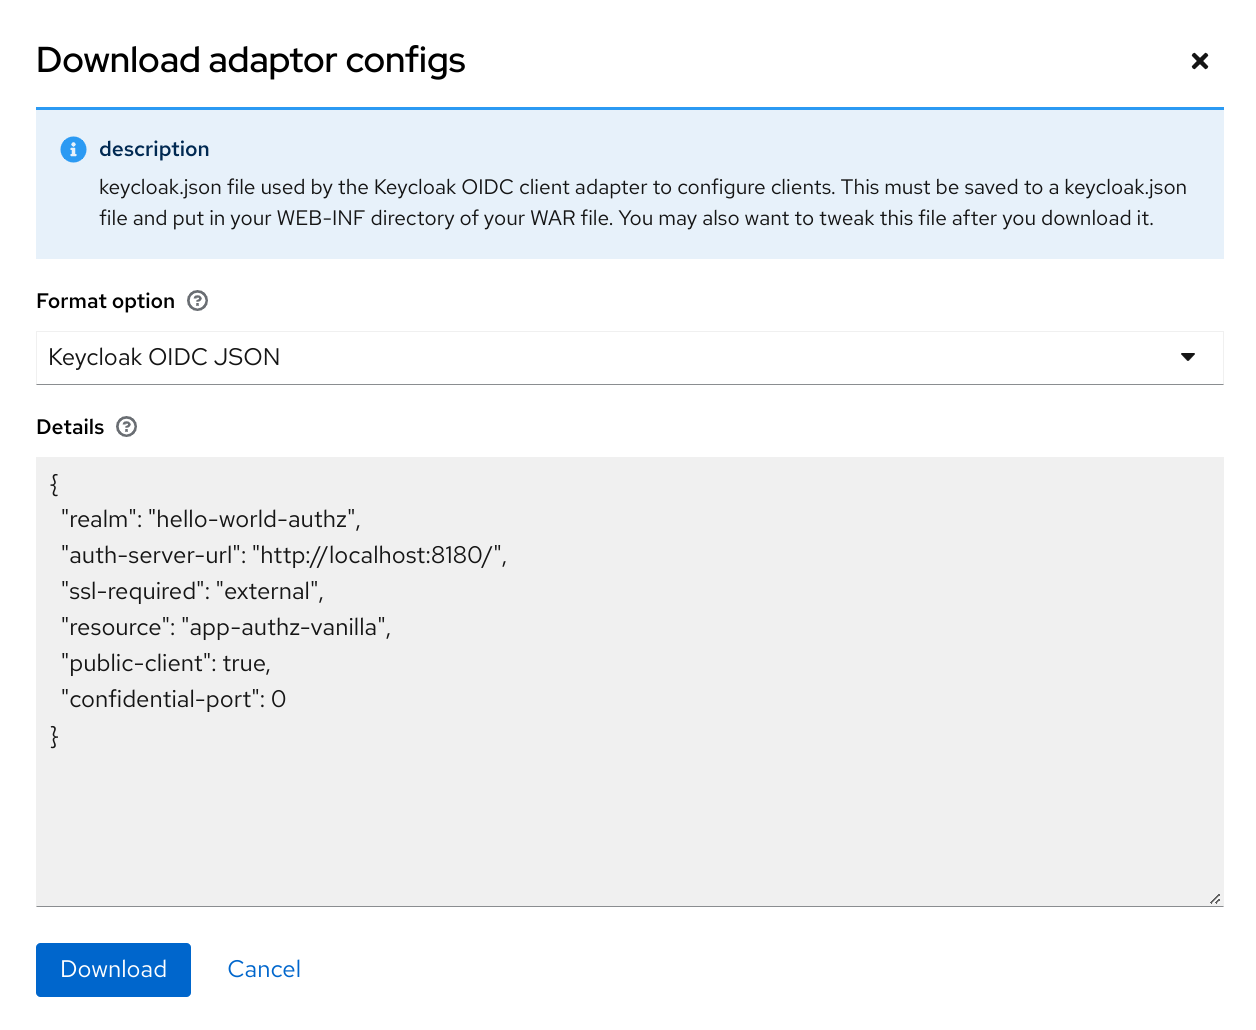 Download adaptor configs
description
keycloak.json file used by the Keycloak OIDC client adapter to configure clients. This must be saved to a keycloak.json
file and put in your WEB-INF directory of your WAR file. You may also want to tweak this file after you download it.
Format option
Keycloak OIDC JSON
Details
{
"realm": "hello-world-authz",
"auth-server-url": "http://localhost:8180/",
"ssl-required": "external",
"resource": "app-authz-vanilla",
"public-client": true,
"confidential-port": 0
}
Download Cancel